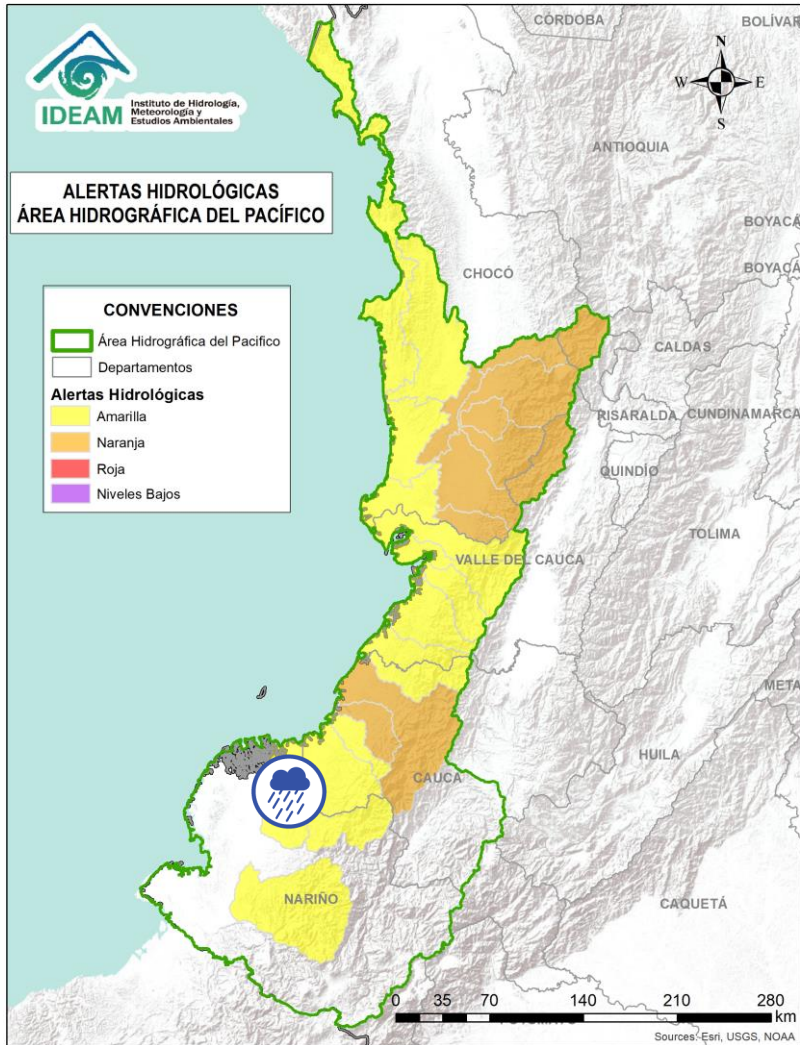 CÓRDOBA
BOLÍVAR
N
W
E
S
IDEAM
Instituto de Hidrología,
Meteorología y
Estudios Ambientales
ANTIOQUIA
ALERTAS HIDROLÓGICAS
ÁREA HIDROGRÁFICA DEL PACÍFICO
BOYACÁ
BOYACÁ
CHOCÓ
CONVENCIONES
Área Hidrográfica del Pacifico
Departamentos
Alertas Hidrológicas
Amarilla
Naranja
Roja
Niveles Bajos
CALDAS
RISARALDA
CUNDINAMARCA
QUINDÍO
TOLIMA
VALLE DEL CAUCA
META
HUILA
CAUCA
NARIÑO
CAQUETÁ
0 35 70 140 210 280
km
Sources: Esri, USGS, NOAA